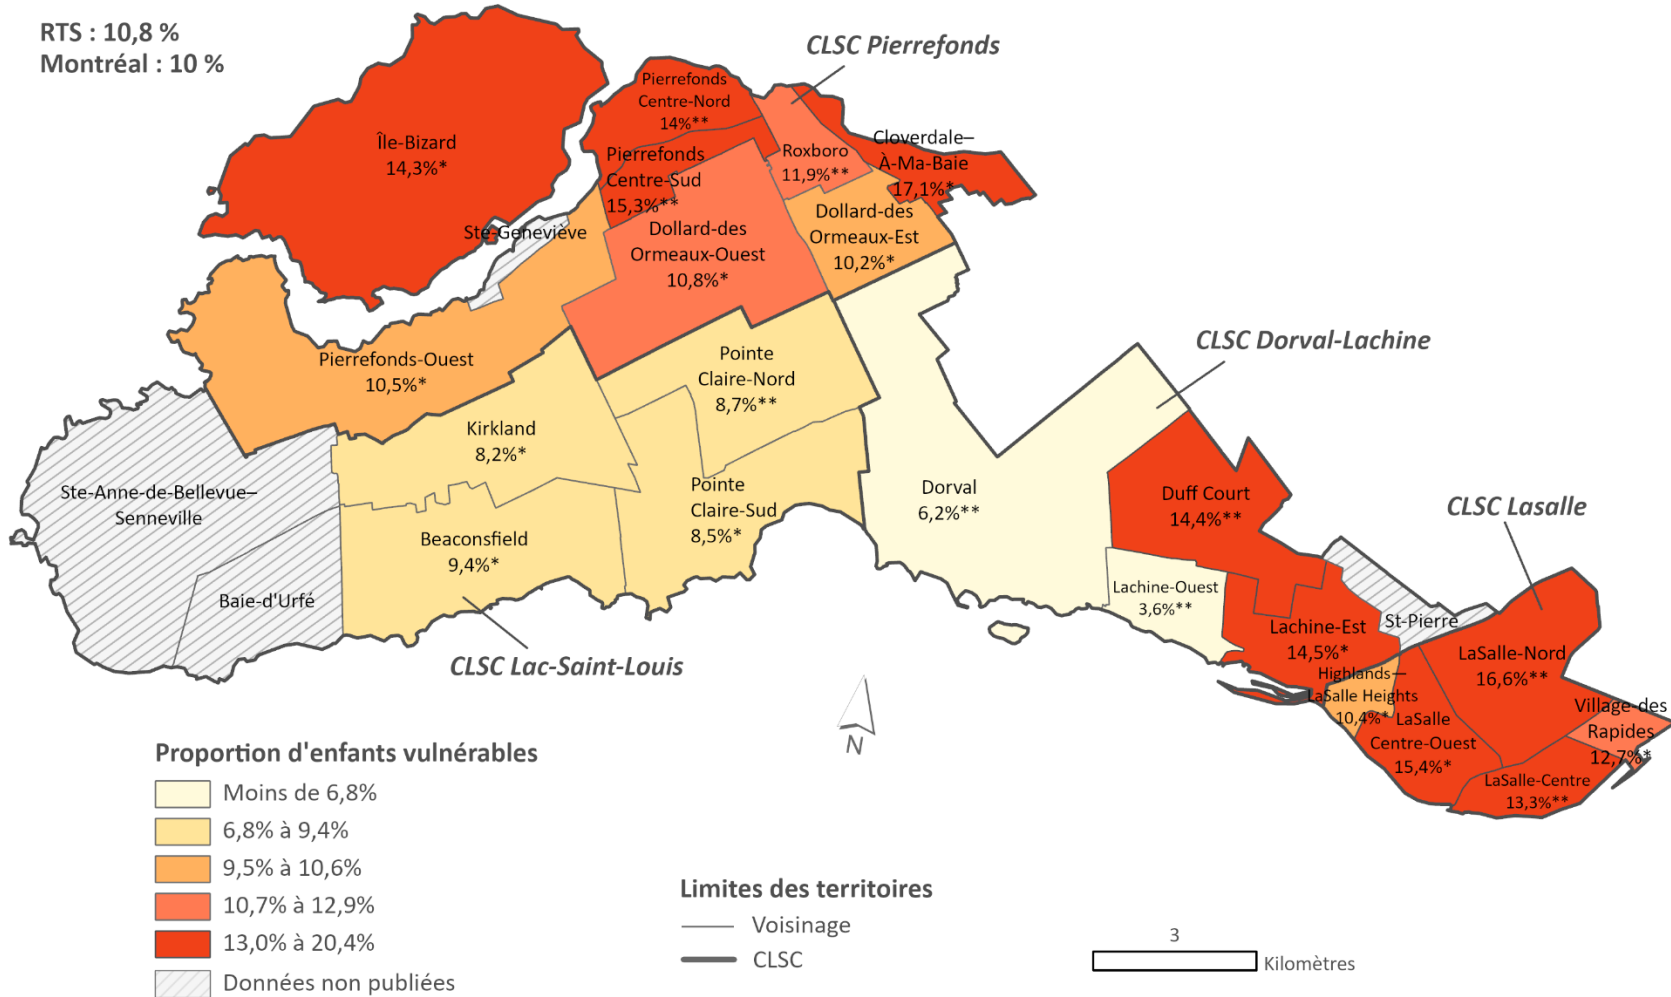 RTS : 10,8 %
Montréal : 10 %
CLSC Pierrefonds
Pierrefonds
Centre-Nord
14%**
Île-Bizard
14,3%*
Cloverdale–
À-Ma-Baie
17,1%*
Roxboro
11,9%**
Pierrefonds
Centre-Sud
15,3%**
Ste-Geneviève
Dollard-des
Ormeaux-Ouest
10,8%*
Dollard-des
Ormeaux-Est
10,2%*
CLSC Dorval-Lachine
Pierrefonds-Ouest
10,5%*
Pointe
Claire-Nord
8,7%**
Kirkland
8,2%*
Ste-Anne-de-Bellevue–
Senneville
Pointe
Claire-Sud
8,5%*
Dorval
6,2%**
Duff Court
14,4%**
CLSC Lasalle
Beaconsfield
9,4%*
Baie-d'Urfé
Lachine-Ouest
3,6%**
St-Pierre
Lachine-Est
14,5%*
CLSC Lac-Saint-Louis
LaSalle-Nord
16,6%**
Highlands—
LaSalle Heights
10,4%*
Village-des
Rapides
12,7%*
LaSalle
Centre-Ouest
15,4%*
LaSalle-Centre
13,3%**
N
Proportion d'enfants vulnérables
Moins de 6,8%
6,8% à 9,4%
9,5% à 10,6%
10,7% à 12,9%
13,0% à 20,4%
Données non publiées
Limites des territoires
Voisinage
CLSC
3
Kilomètres